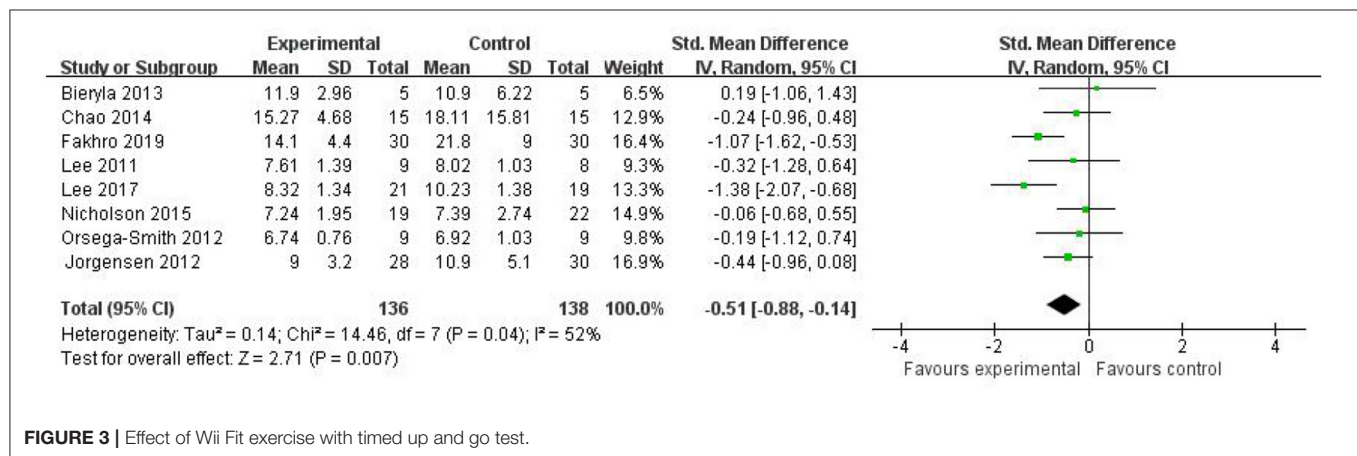 Experimental Control Std. Mean Difference Std. Mean Difference
Study or Subgroup Mean SD Total Mean SD Total Weight IV, Random, 95% CI IV, Random, 95% CI
Bieryla 2013 11.9 2.96 5 10.9 6.22 5 6.5% 0.19 [-1.06, 1.43]
Chao 2014 15.27 4.68 15 18.11 15.81 15 12.9% -0.24 [-0.96, 0.48]
Fakhro 2019 14.1 4.4 30 21.8 9 30 16.4% -1.07 [-1.62, -0.53]
Lee 2011 7.61 1.39 9 8.02 1.03 8 9.3% -0.32 [-1.28, 0.64]
Lee 2017 8.32 1.34 21 10.23 1.38 19 13.3% -1.38 [-2.07, -0.68]
Nicholson 2015 7.24 1.95 19 7.39 2.74 22 14.9% -0.06 [-0.68, 0.55]
Orsega-Smith 2012 6.74 0.76 9 6.92 1.03 9 9.8% -0.19 [-1.12, 0.74]
Jorgensen 2012 9 3.2 28 10.9 5.1 30 16.9% -0.44 [-0.96, 0.08]
Total (95% CI) 136 138 100.0% -0.51 [-0.88, -0.14]
Heterogeneity: Tau² = 0.14; Chi² = 14.46, df = 7 (P = 0.04); I² = 52%
Test for overall effect: Z = 2.71 (P = 0.007)
-4 -2 0 2 4
Favours experimental Favours control
FIGURE 3 | Effect of Wii Fit exercise with timed up and go test.